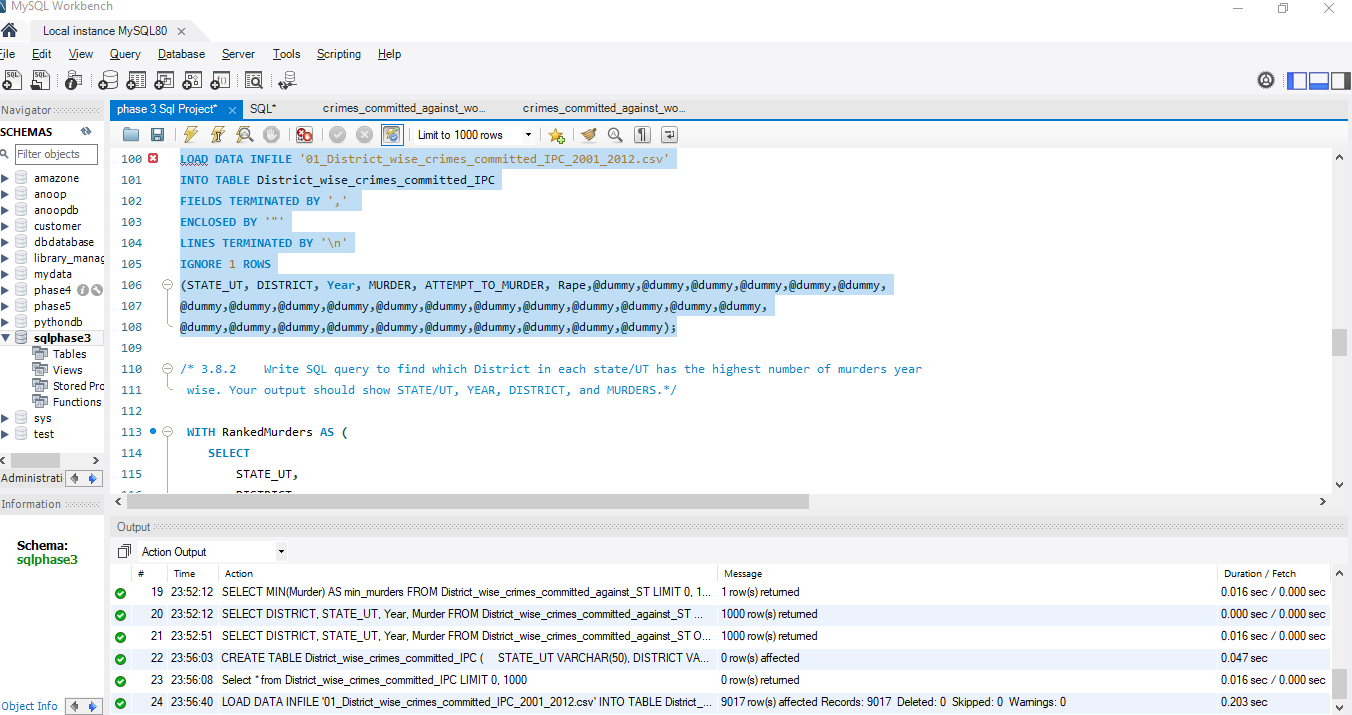 MySQL Workbench
Local instance MySQL80
File Edit View Query Database Server Tools Scripting Help
Navigator
SCHEMAS
Filter objects
amazone
anoop
anoopdb
customer
dbdatabase
library_manag
mydata
phase4
phase5
pythondb
sqlphase3
Tables
Views
Stored Pro
Functions
sys
test
Administrati
Information
Schema:
sqlphase3
Object Info
phase 3 Sql Project* SQL* crimes_committed_against_wo... crimes_committed_against_wo...
Limit to 1000 rows
100 LOAD DATA INFILE '01_District_wise_crimes_committed_IPC_2001_2012.csv'
101 INTO TABLE District_wise_crimes_committed_IPC
102 FIELDS TERMINATED BY ','
103 ENCLOSED BY '"'
104 LINES TERMINATED BY '\n'
105 IGNORE 1 ROWS
106 (STATE_UT, DISTRICT, Year, MURDER, ATTEMPT_TO_MURDER, Rape,@dummy,@dummy,@dummy,@dummy,@dummy,@dummy,
107 @dummy,@dummy,@dummy,@dummy,@dummy,@dummy,@dummy,@dummy,@dummy,@dummy,@dummy,@dummy,
108 @dummy,@dummy,@dummy,@dummy,@dummy,@dummy,@dummy,@dummy,@dummy,@dummy);
109
110 /* 3.8.2 Write SQL query to find which District in each state/UT has the highest number of murders year
111 wise. Your output should show STATE/UT, YEAR, DISTRICT, and MURDERS.*/
112
113 WITH RankedMurders AS (
114 SELECT
115 STATE_UT,
116 DISTRICT
Output
Action Output
# Time Action Message Duration / Fetch
19 23:52:12 SELECT MIN(Murder) AS min_murders FROM District_wise_crimes_committed_against_ST LIMIT 0, 1... 1 row(s) returned 0.016 sec / 0.000 sec
20 23:52:12 SELECT DISTRICT, STATE_UT, Year, Murder FROM District_wise_crimes_committed_against_ST ... 1000 row(s) returned 0.000 sec / 0.000 sec
21 23:52:51 SELECT DISTRICT, STATE_UT, Year, Murder FROM District_wise_crimes_committed_against_ST O... 1000 row(s) returned 0.016 sec / 0.000 sec
22 23:56:03 CREATE TABLE District_wise_crimes_committed_IPC ( STATE_UT VARCHAR(50), DISTRICT VA... 0 row(s) affected 0.047 sec
23 23:56:08 Select * from District_wise_crimes_committed_IPC LIMIT 0, 1000 0 row(s) returned 0.016 sec / 0.000 sec
24 23:56:40 LOAD DATA INFILE '01_District_wise_crimes_committed_IPC_2001_2012.csv' INTO TABLE District_... 9017 row(s) affected Records: 9017 Deleted: 0 Skipped: 0 Warnings: 0 0.203 sec